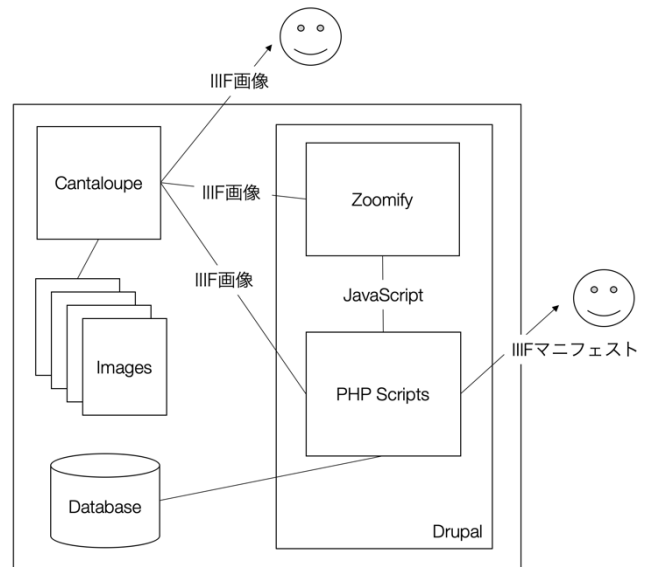 IIIF画像
Cantaloupe
IIIF画像
Zoomify
IIIF画像
JavaScript
IIIFマニフェスト
Images
PHP Scripts
Database
Drupal